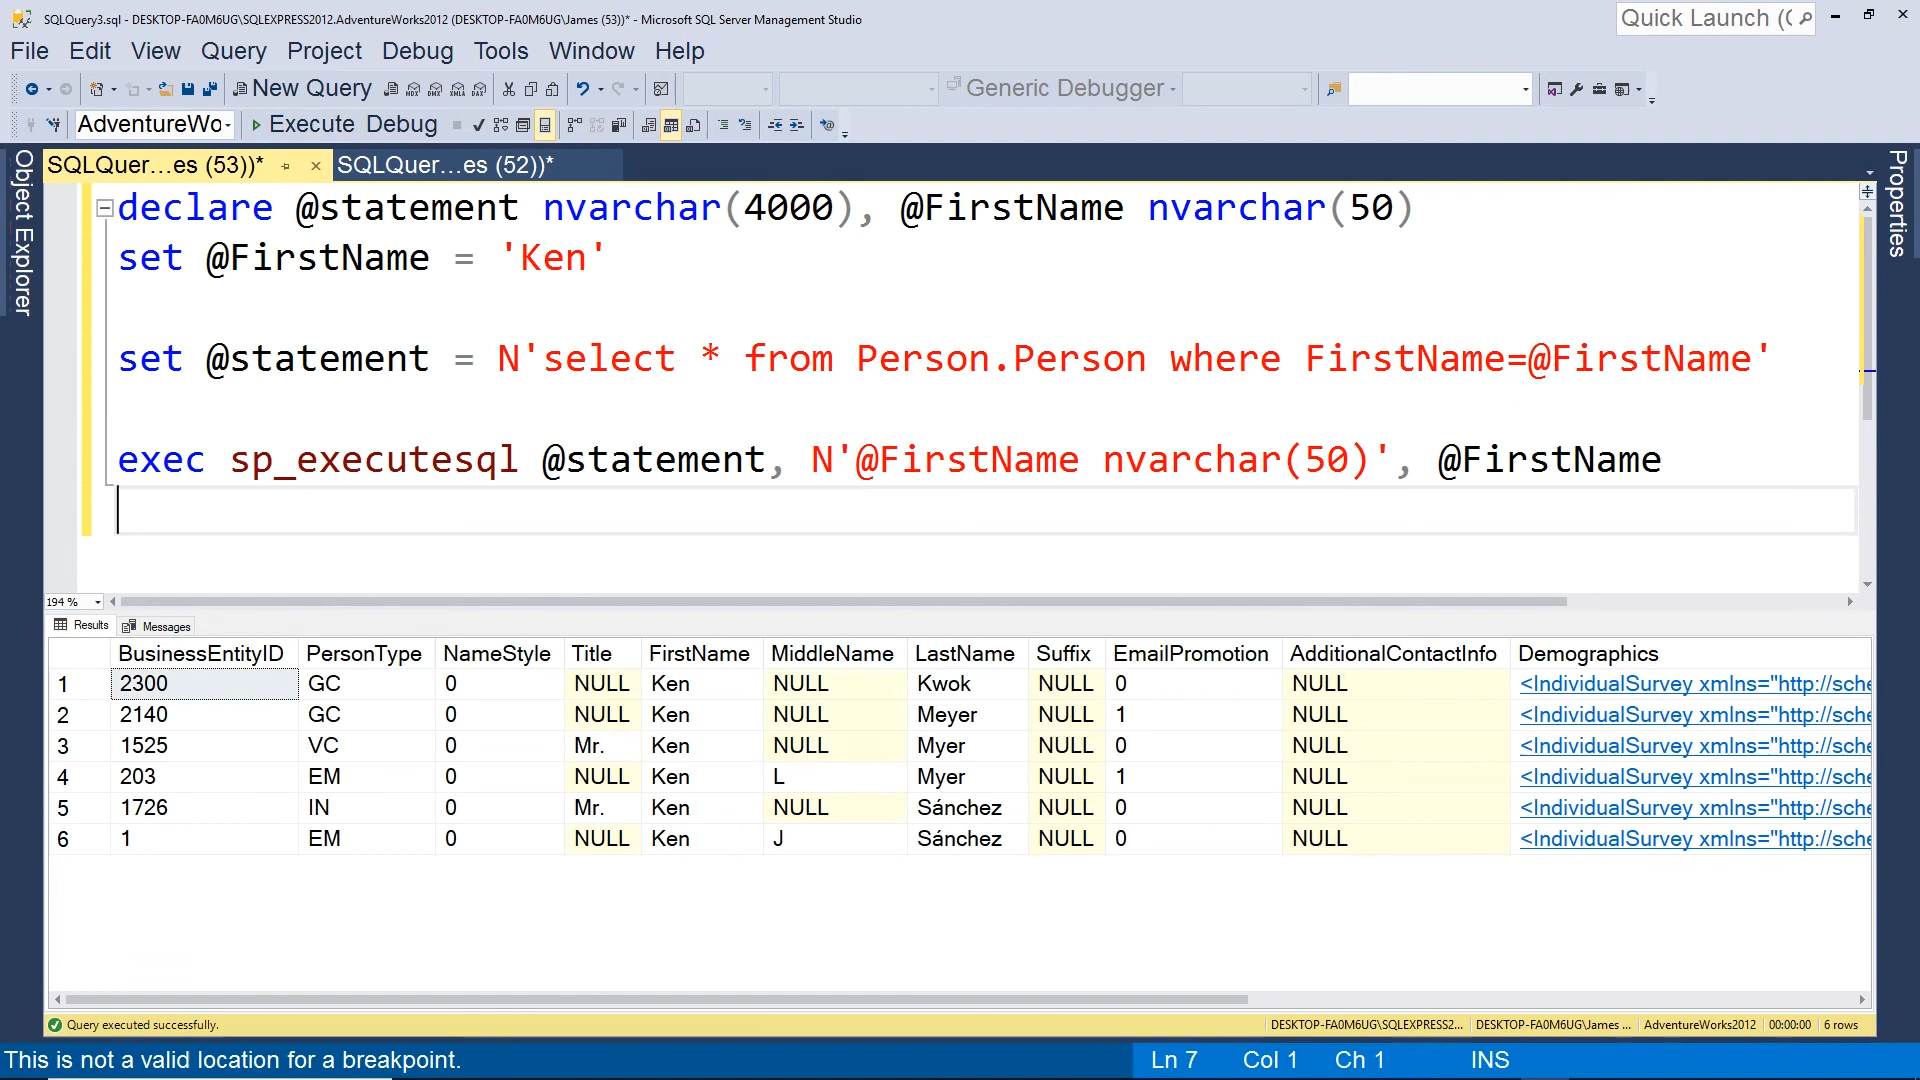 SQLQuery3.sql - DESKTOP-FA0M6UG\SQLEXPRESS2012.AdventureWorks2012 (DESKTOP-FA0M6UG\James (53))* - Microsoft SQL Server Management Studio
Quick Launch (
File Edit View Query Project Debug Tools Window Help
New Query MDX DMX XMLA DAX Generic Debugger
AdventureWo Execute Debug
SQLQuer...es (53))* SQLQuer...es (52))*
Object Explorer
Properties
declare @statement nvarchar(4000), @FirstName nvarchar(50)
set @FirstName = 'Ken'
set @statement = N'select * from Person.Person where FirstName=@FirstName'
exec sp_executesql @statement, N'@FirstName nvarchar(50)', @FirstName
194 %
Results Messages
BusinessEntityID PersonType NameStyle Title FirstName MiddleName LastName Suffix EmailPromotion AdditionalContactInfo Demographics
1 2300 GC 0 NULL Ken NULL Kwok NULL 0 NULL <IndividualSurvey xmlns="http://sche
2 2140 GC 0 NULL Ken NULL Meyer NULL 1 NULL <IndividualSurvey xmlns="http://sche
3 1525 VC 0 Mr. Ken NULL Myer NULL 0 NULL <IndividualSurvey xmlns="http://sche
4 203 EM 0 NULL Ken L Myer NULL 1 NULL <IndividualSurvey xmlns="http://sche
5 1726 IN 0 Mr. Ken NULL Sánchez NULL 0 NULL <IndividualSurvey xmlns="http://sche
6 1 EM 0 NULL Ken J Sánchez NULL 0 NULL <IndividualSurvey xmlns="http://sche
Query executed successfully. DESKTOP-FA0M6UG\SQLEXPRESS2... DESKTOP-FA0M6UG\James ... AdventureWorks2012 00:00:00 6 rows
This is not a valid location for a breakpoint. Ln 7 Col 1 Ch 1 INS